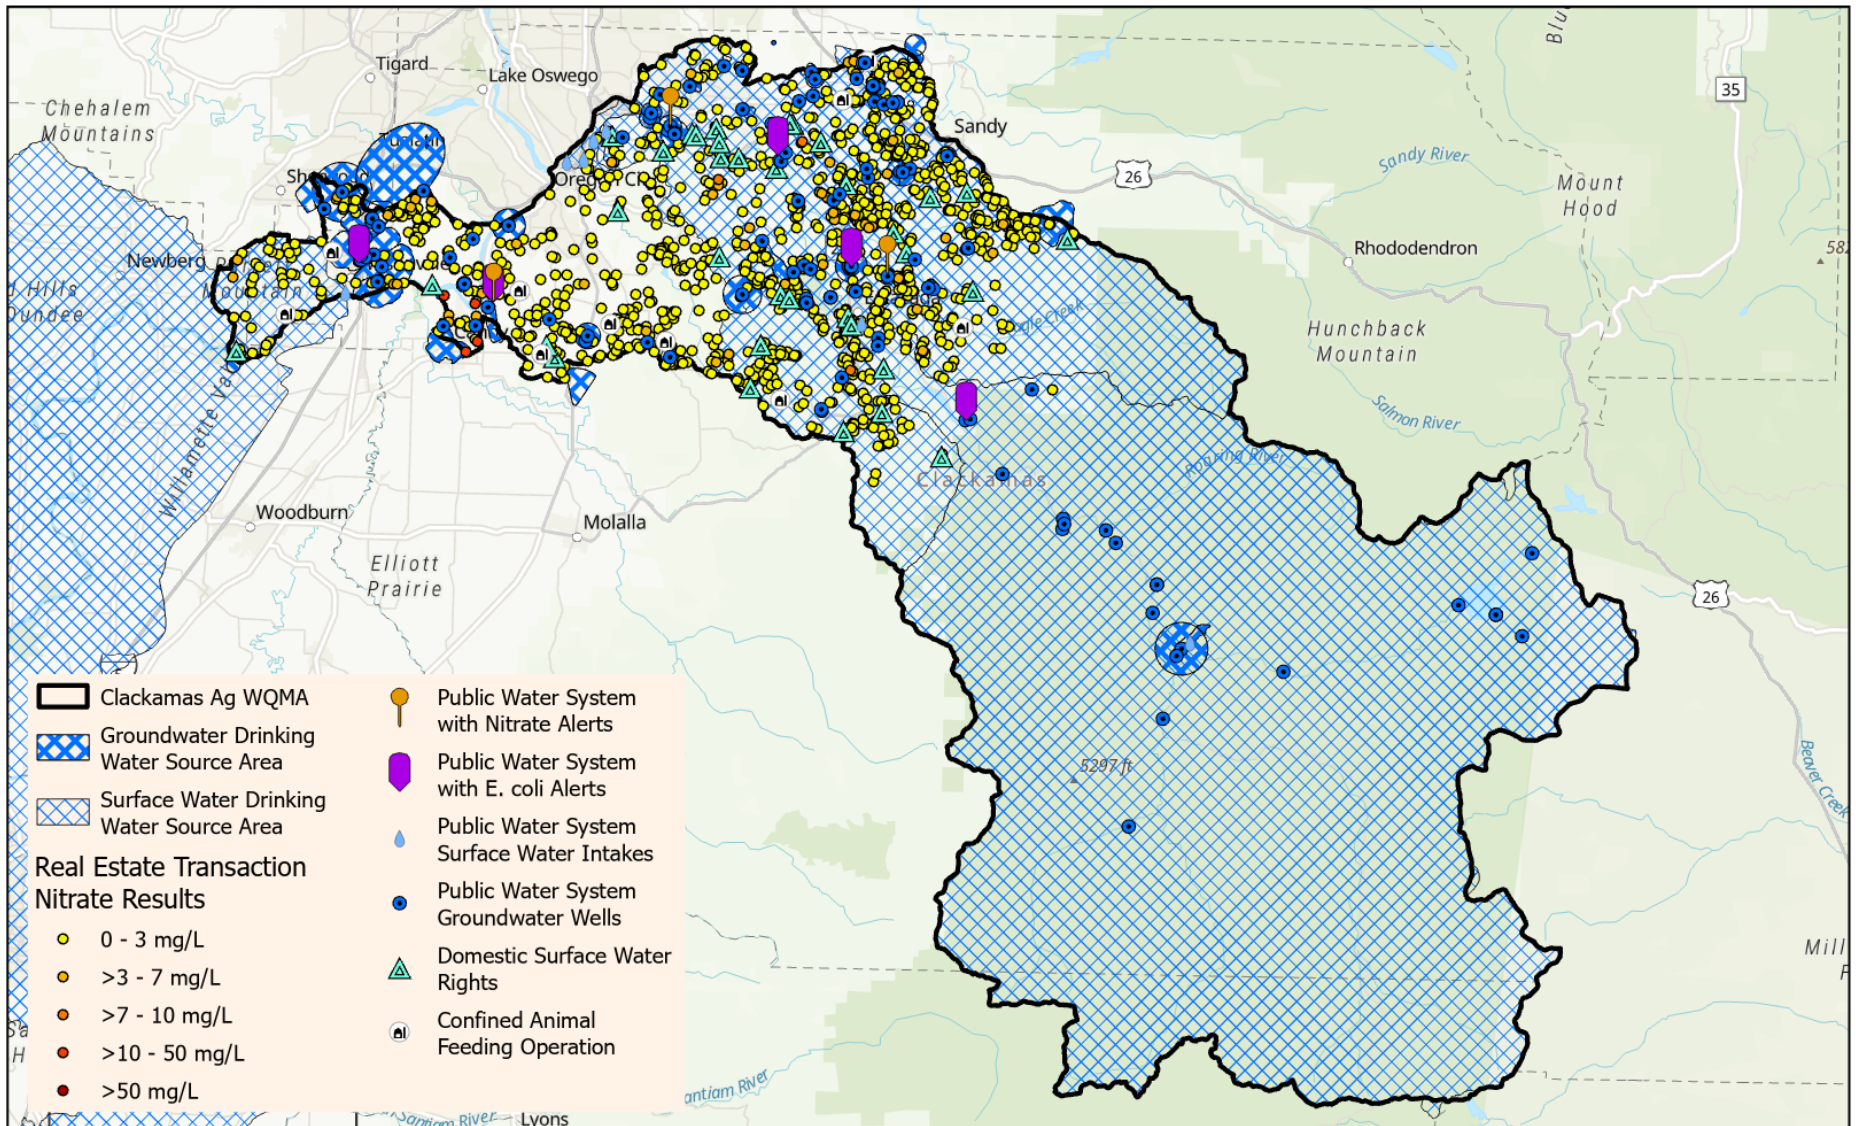 Tigard
Lake Oswego
Chehalem
Mountains
Sandy
35
26
Sandy River
Mount
Hood
Rhododendron
Newberg
Hunchback
Mountain
Salmon River
Roaring River
Clackamas
Willamette Val
Woodburn
Molalla
Elliott
Prairie
26
5297 ft
Beaver Creek
Mill
Santiam River
Lyons
Clackamas Ag WQMA
Groundwater Drinking
Water Source Area
Surface Water Drinking
Water Source Area
Real Estate Transaction
Nitrate Results
0 - 3 mg/L
>3 - 7 mg/L
>7 - 10 mg/L
>10 - 50 mg/L
>50 mg/L
Public Water System
with Nitrate Alerts
Public Water System
with E. coli Alerts
Public Water System
Surface Water Intakes
Public Water System
Groundwater Wells
Domestic Surface Water
Rights
Confined Animal
Feeding Operation